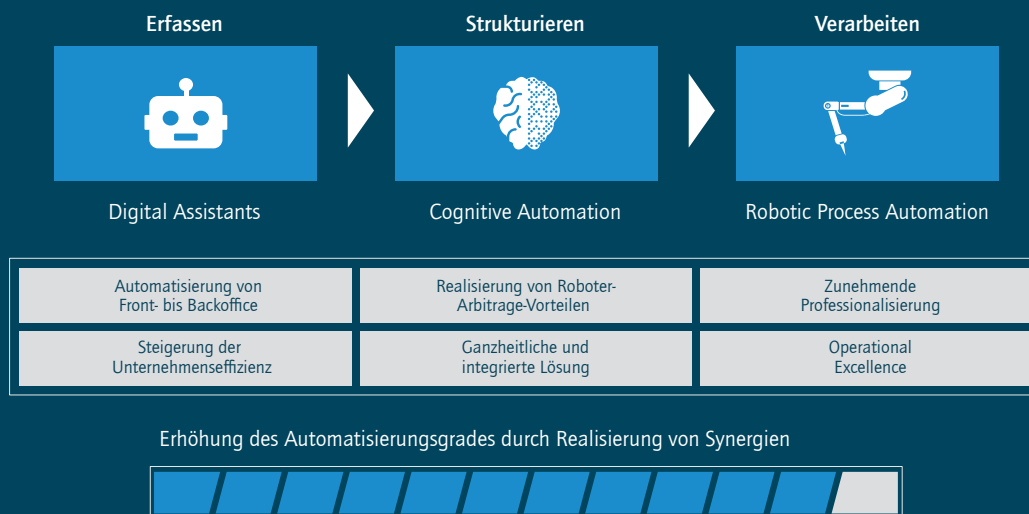 Erfassen
Strukturieren
Verarbeiten
Digital Assistants
Cognitive Automation
Robotic Process Automation
Automatisierung von
Front- bis Backoffice
Realisierung von Roboter-
Arbitrage-Vorteilen
Zunehmende
Professionalisierung
Steigerung der
Unternehmenseffizienz
Ganzheitliche und
integrierte Lösung
Operational
Excellence
Erhöhung des Automatisierungsgrades durch Realisierung von Synergien